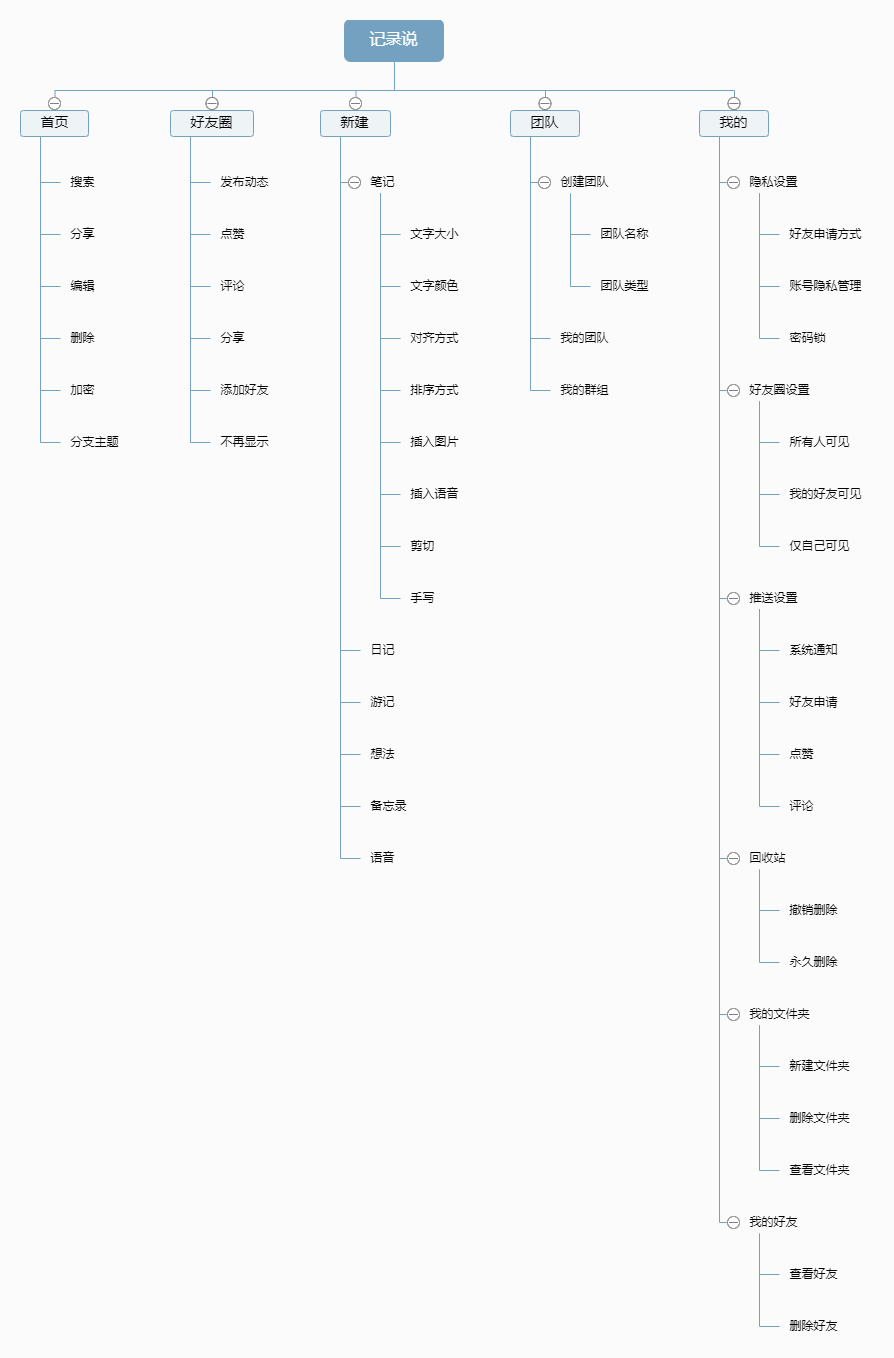 记录说
首页
搜索
分享
编辑
删除
加密
分支主题
好友圈
发布动态
点赞
评论
分享
添加好友
不再显示
新建
笔记
文字大小
文字颜色
对齐方式
排序方式
插入图片
插入语音
剪切
手写
日记
游记
想法
备忘录
语音
团队
创建团队
团队名称
团队类型
我的团队
我的群组
我的
隐私设置
好友申请方式
账号隐私管理
密码锁
好友圈设置
所有人可见
我的好友可见
仅自己可见
推送设置
系统通知
好友申请
点赞
评论
回收站
撤销删除
永久删除
我的文件夹
新建文件夹
删除文件夹
查看文件夹
我的好友
查看好友
删除好友